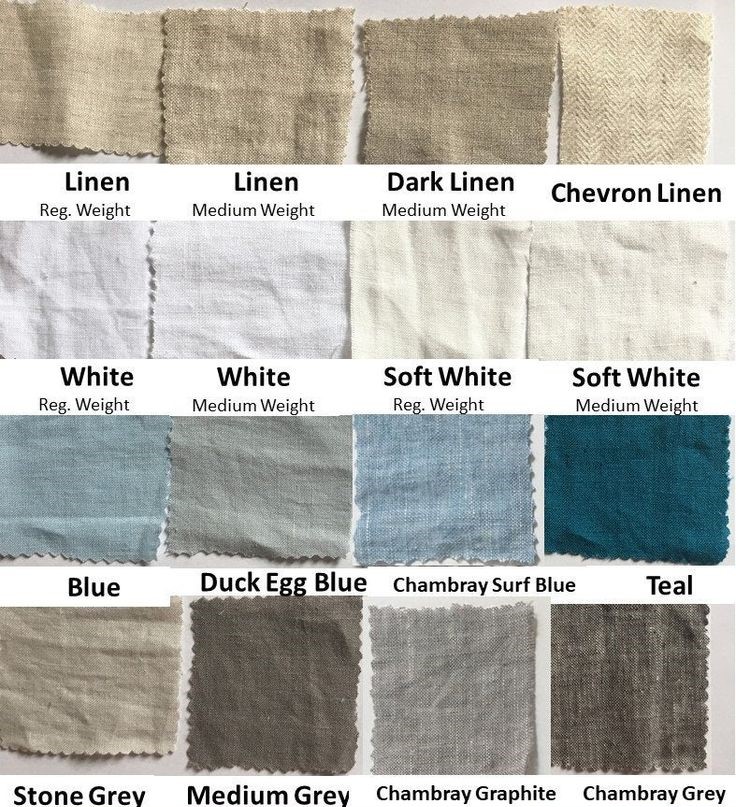 Linen
Reg. Weight
Linen
Medium Weight
Dark Linen
Medium Weight
Chevron Linen
White
Reg. Weight
White
Medium Weight
Soft White
Reg. Weight
Soft White
Medium Weight
Blue
Duck Egg Blue
Chambray Surf Blue
Teal
Stone Grey
Medium Grey
Chambray Graphite
Chambray Grey